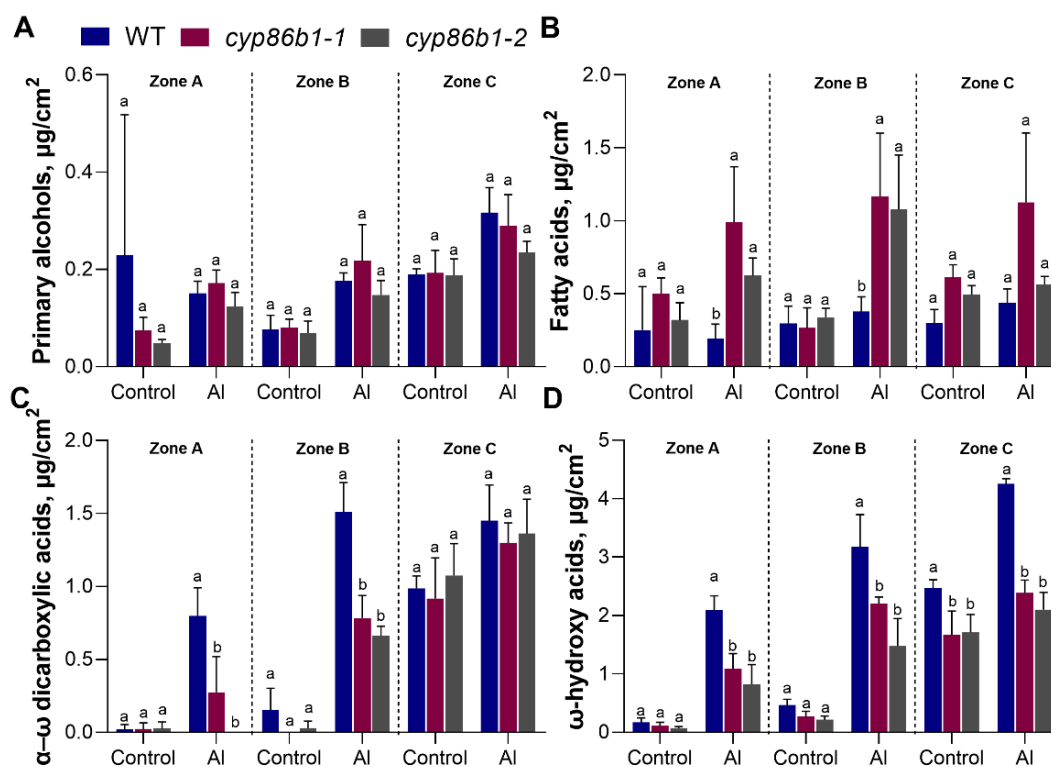 A WT cyp86b1-1 cyp86b1-2 B
Primary alcohols, µg/cm²
0.6
0.4
0.2
0.0
Zone A Zone B Zone C
a a a a a a a a a a a a a a a a a a
Control Al Control Al Control Al
Fatty acids, µg/cm²
2.0
1.5
1.0
0.5
0.0
Zone A Zone B Zone C
a a a b a a a a a b a a a a a a a a
Control Al Control Al Control Al
C
α–ω dicarboxylic acids, µg/cm²
2.0
1.5
1.0
0.5
0.0
Zone A Zone B Zone C
a a a a b b a a a a b b a a a a a a
Control Al Control Al Control Al
D
ω-hydroxy acids, µg/cm²
5
4
3
2
1
0
Zone A Zone B Zone C
a a a a b b a a a a b b a b b a b b
Control Al Control Al Control Al